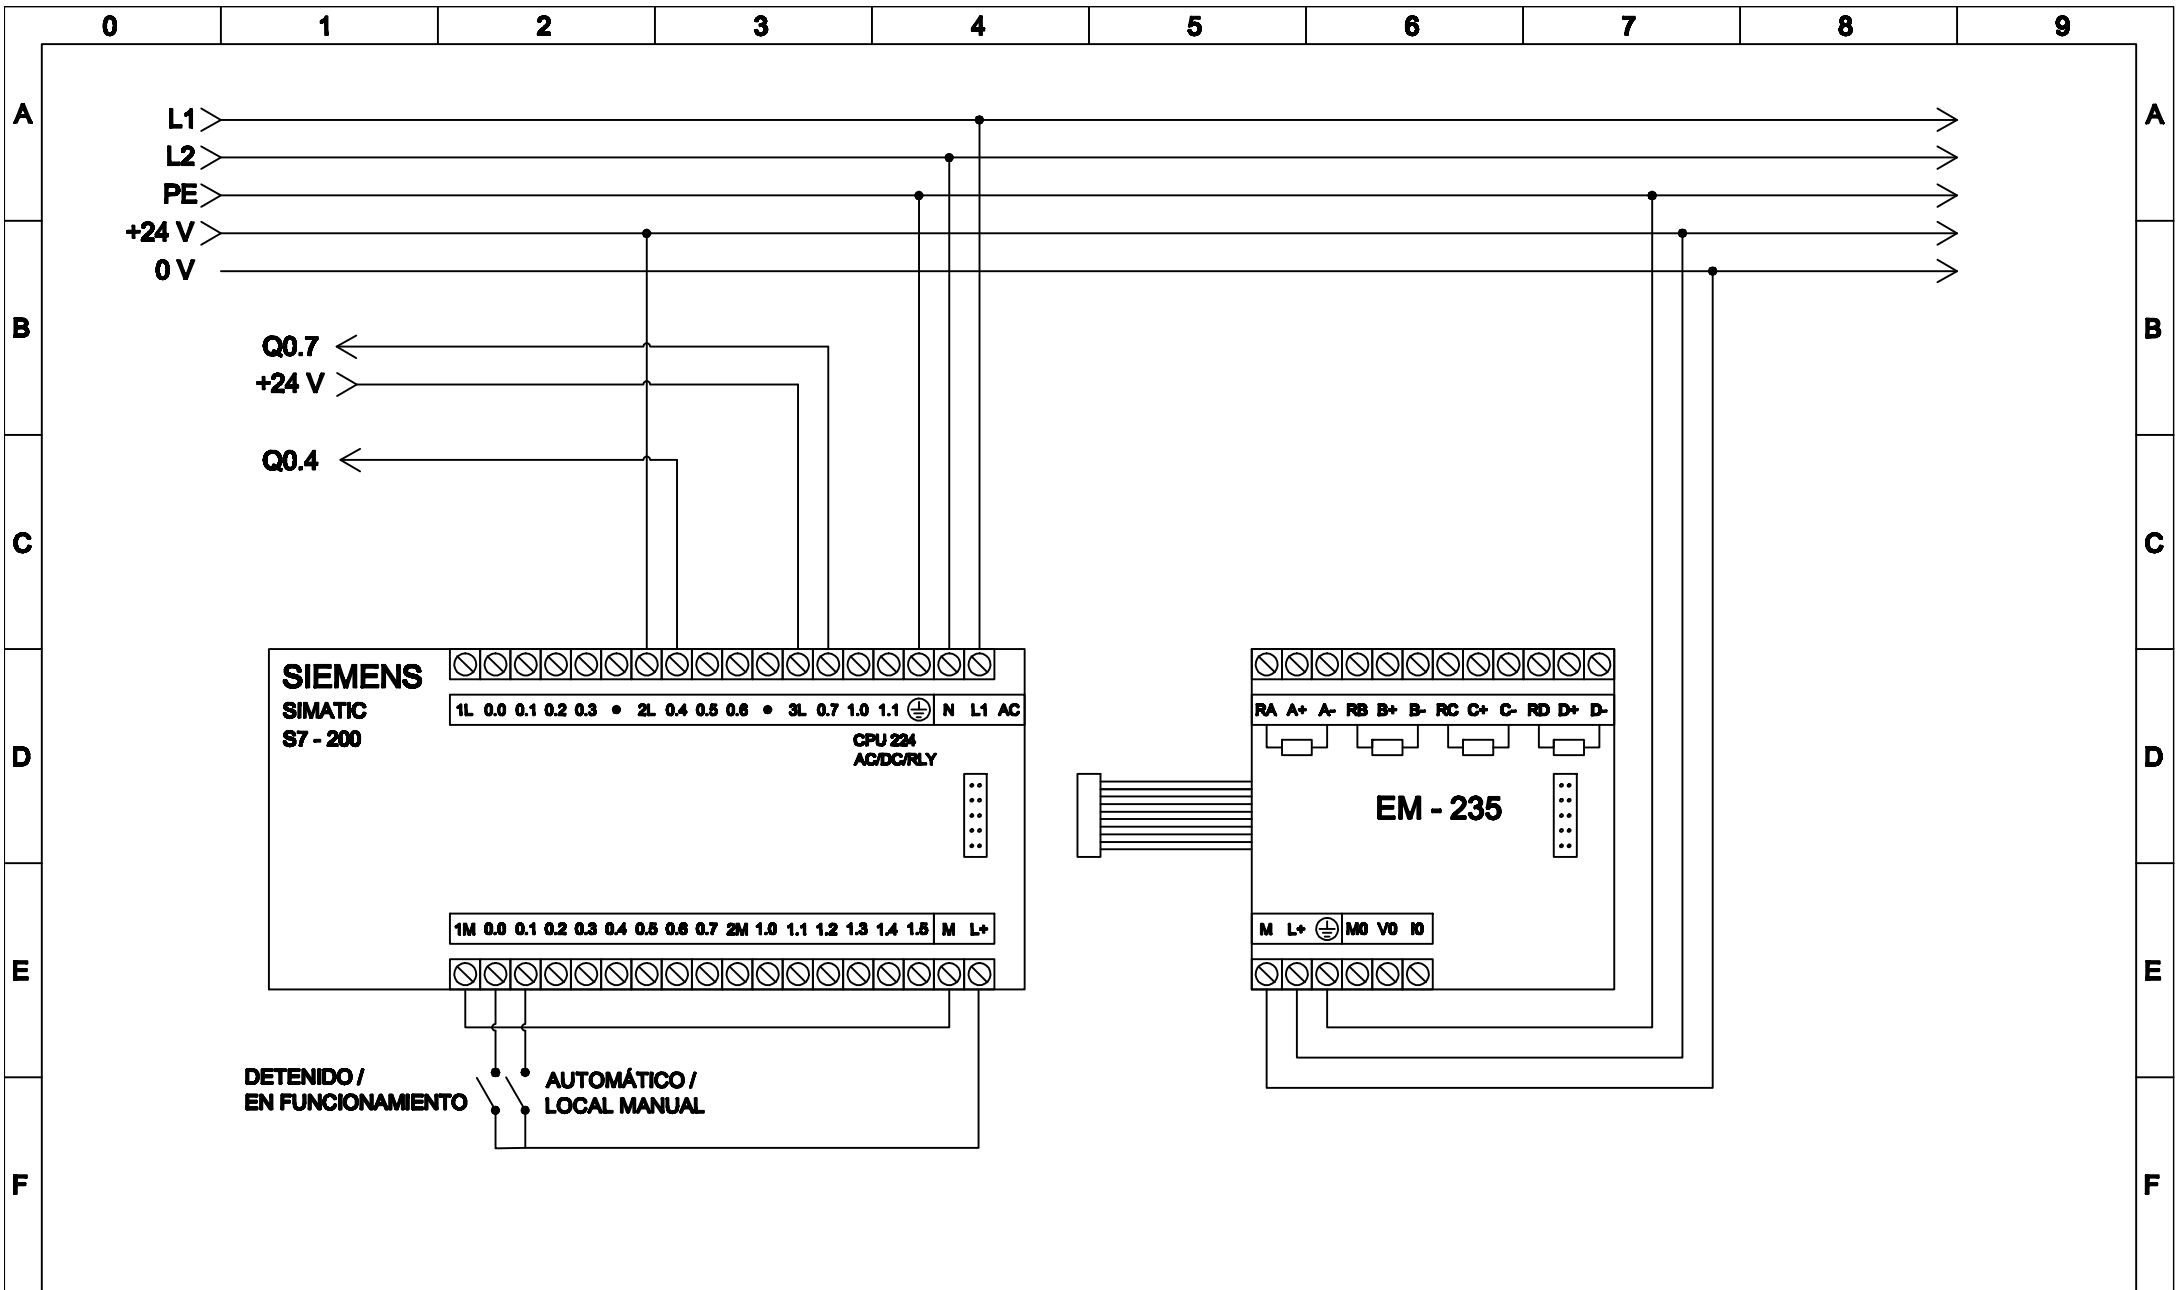 0 1 2 3 4 5 6 7 8 9
A A
L1
L2
PE
+24 V
0 V
B B
Q0.7
+24 V
Q0.4
C C
SIEMENS
SIMATIC
S7 - 200
1L 0.0 0.1 0.2 0.3 • 2L 0.4 0.5 0.6 • 3L 0.7 1.0 1.1 N L1 AC
CPU 224
AC/DC/RLY
RA A+ A- RB B+ B- RC C+ C- RD D+ D-
D D
EM - 235
1M 0.0 0.1 0.2 0.3 0.4 0.5 0.6 0.7 2M 1.0 1.1 1.2 1.3 1.4 1.5 M L+
M L+ M0 V0 I0
E E
DETENIDO /
EN FUNCIONAMIENTO
AUTOMÁTICO /
LOCAL MANUAL
F F